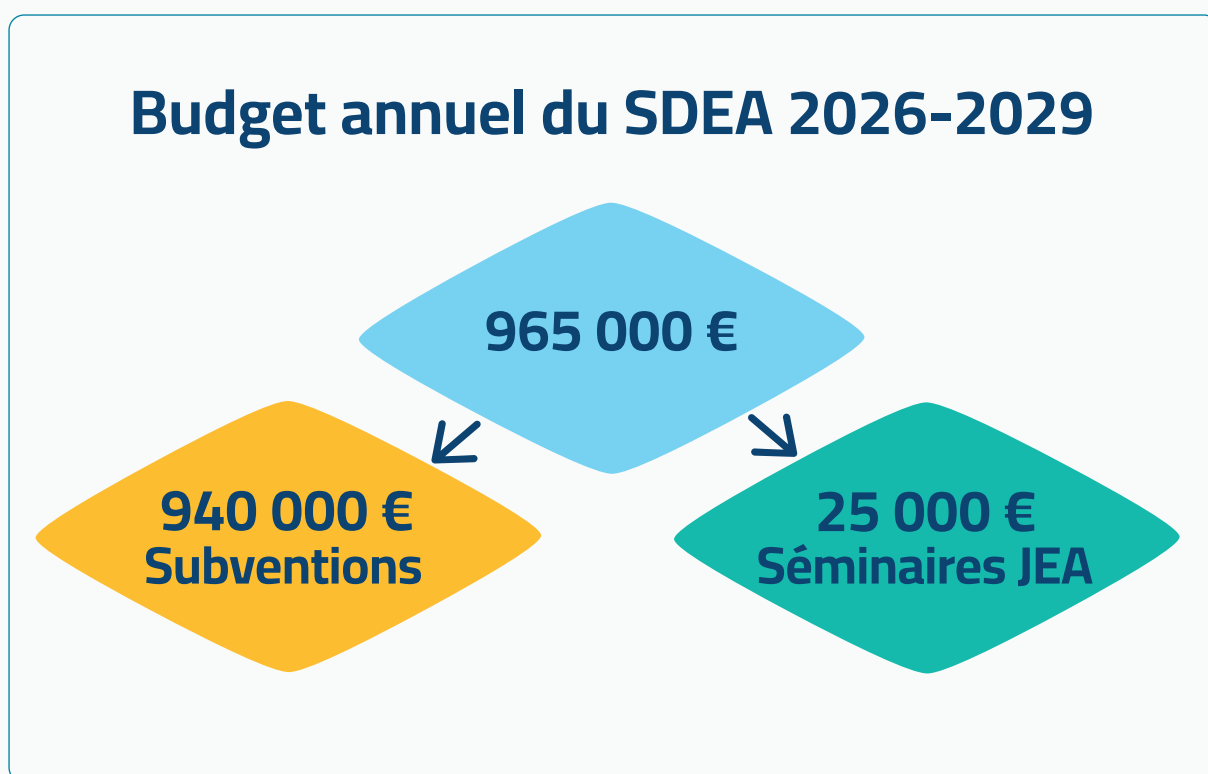 Budget annuel du SDEA 2026-2029
965 000 €
940 000 €
Subventions
25 000 €
Séminaires JEA